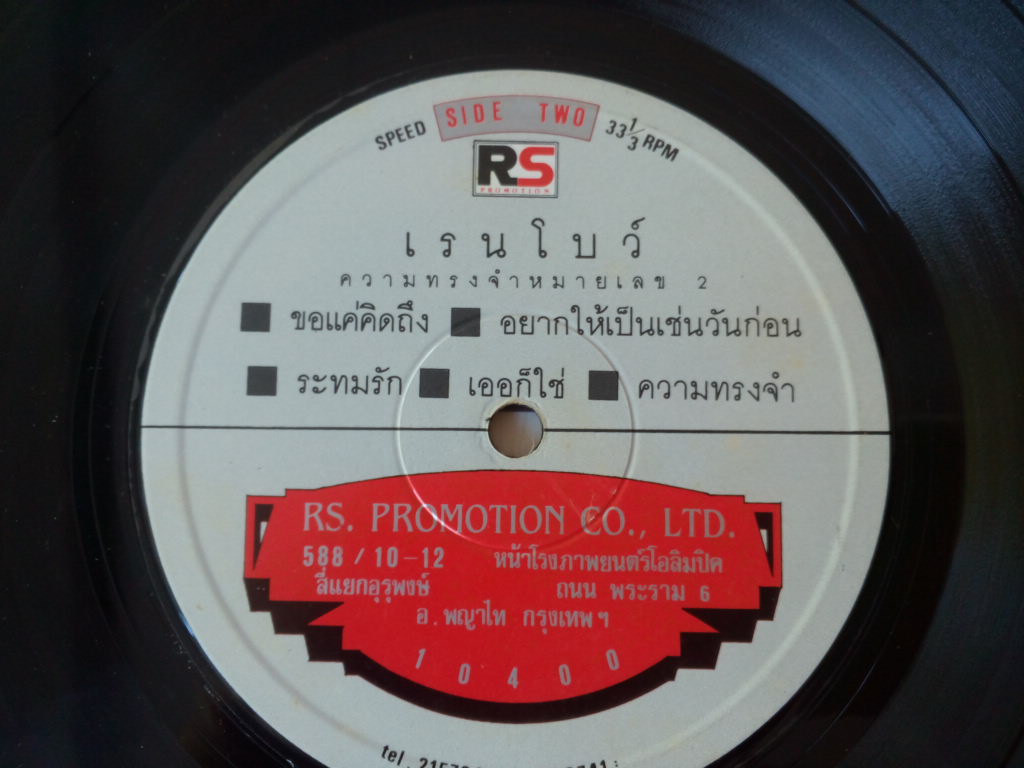 SIDE TWO
SPEED 33 1/3 RPM
RS
PROMOTION
เรนโบว์
ความทรงจำหมายเลข 2
■ ขอแค่คิดถึง ■ อยากให้เป็นเช่นวันก่อน
■ ระทมรัก ■ เออก็ใช่ ■ ความทรงจำ
RS. PROMOTION CO., LTD.
588/10-12 หน้าโรงภาพยนตร์โอลิมปิค
สี่แยกอุรุพงษ์ ถนน พระราม 6
อ.พญาไท กรุงเทพฯ
10400
tel.